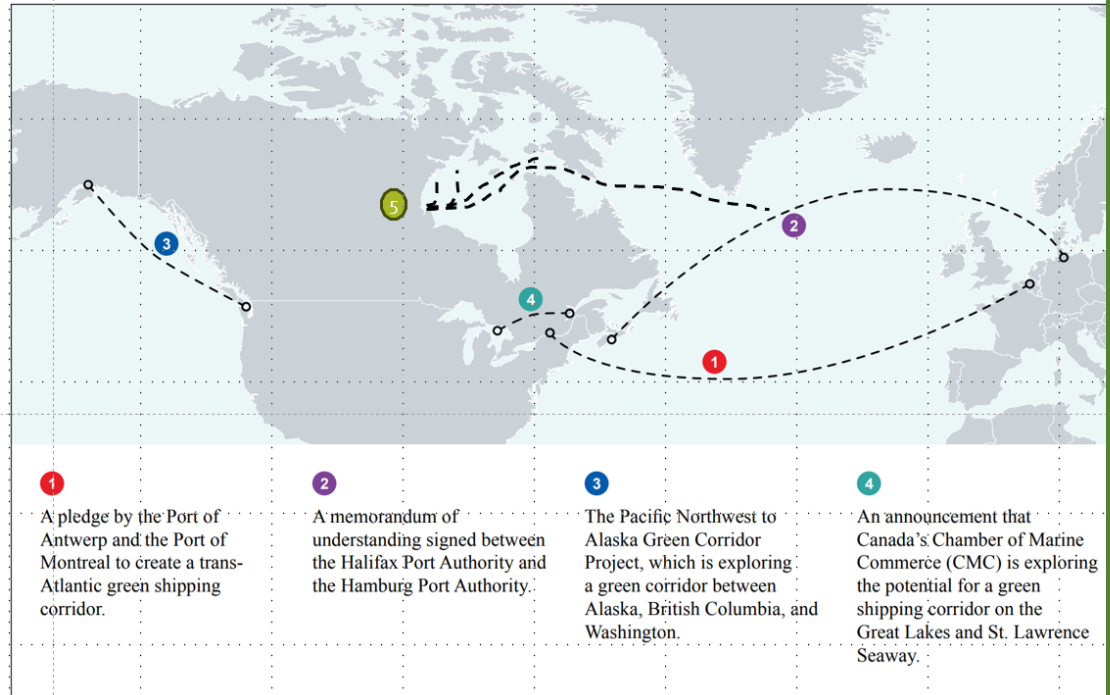 5
2
3
4
1
1
A pledge by the Port of
Antwerp and the Port of
Montreal to create a trans-
Atlantic green shipping
corridor.
2
A memorandum of
understanding signed between
the Halifax Port Authority and
the Hamburg Port Authority.
3
The Pacific Northwest to
Alaska Green Corridor
Project, which is exploring
a green corridor between
Alaska, British Columbia, and
Washington.
4
An announcement that
Canada’s Chamber of Marine
Commerce (CMC) is exploring
the potential for a green
shipping corridor on the
Great Lakes and St. Lawrence
Seaway.